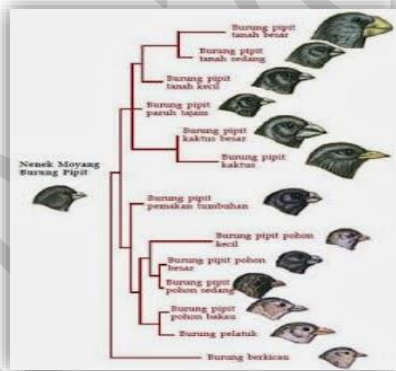 Burung pipit
tanah besar
Burung pipit
tanah sedang
Burung pipit
tanah kecil
Burung pipit
paruh tajam
Burung pipit
kaktus besar
Burung pipit
kaktus
Nenek Moyang
Burung Pipit
Burung pipit
pemakan tumbuhan
Burung pipit pohon
kecil
Burung pipit pohon
besar
Burung pipit
pohon sedang
Burung pipit
pohon bakau
Burung pelatuk
Burung berkicau